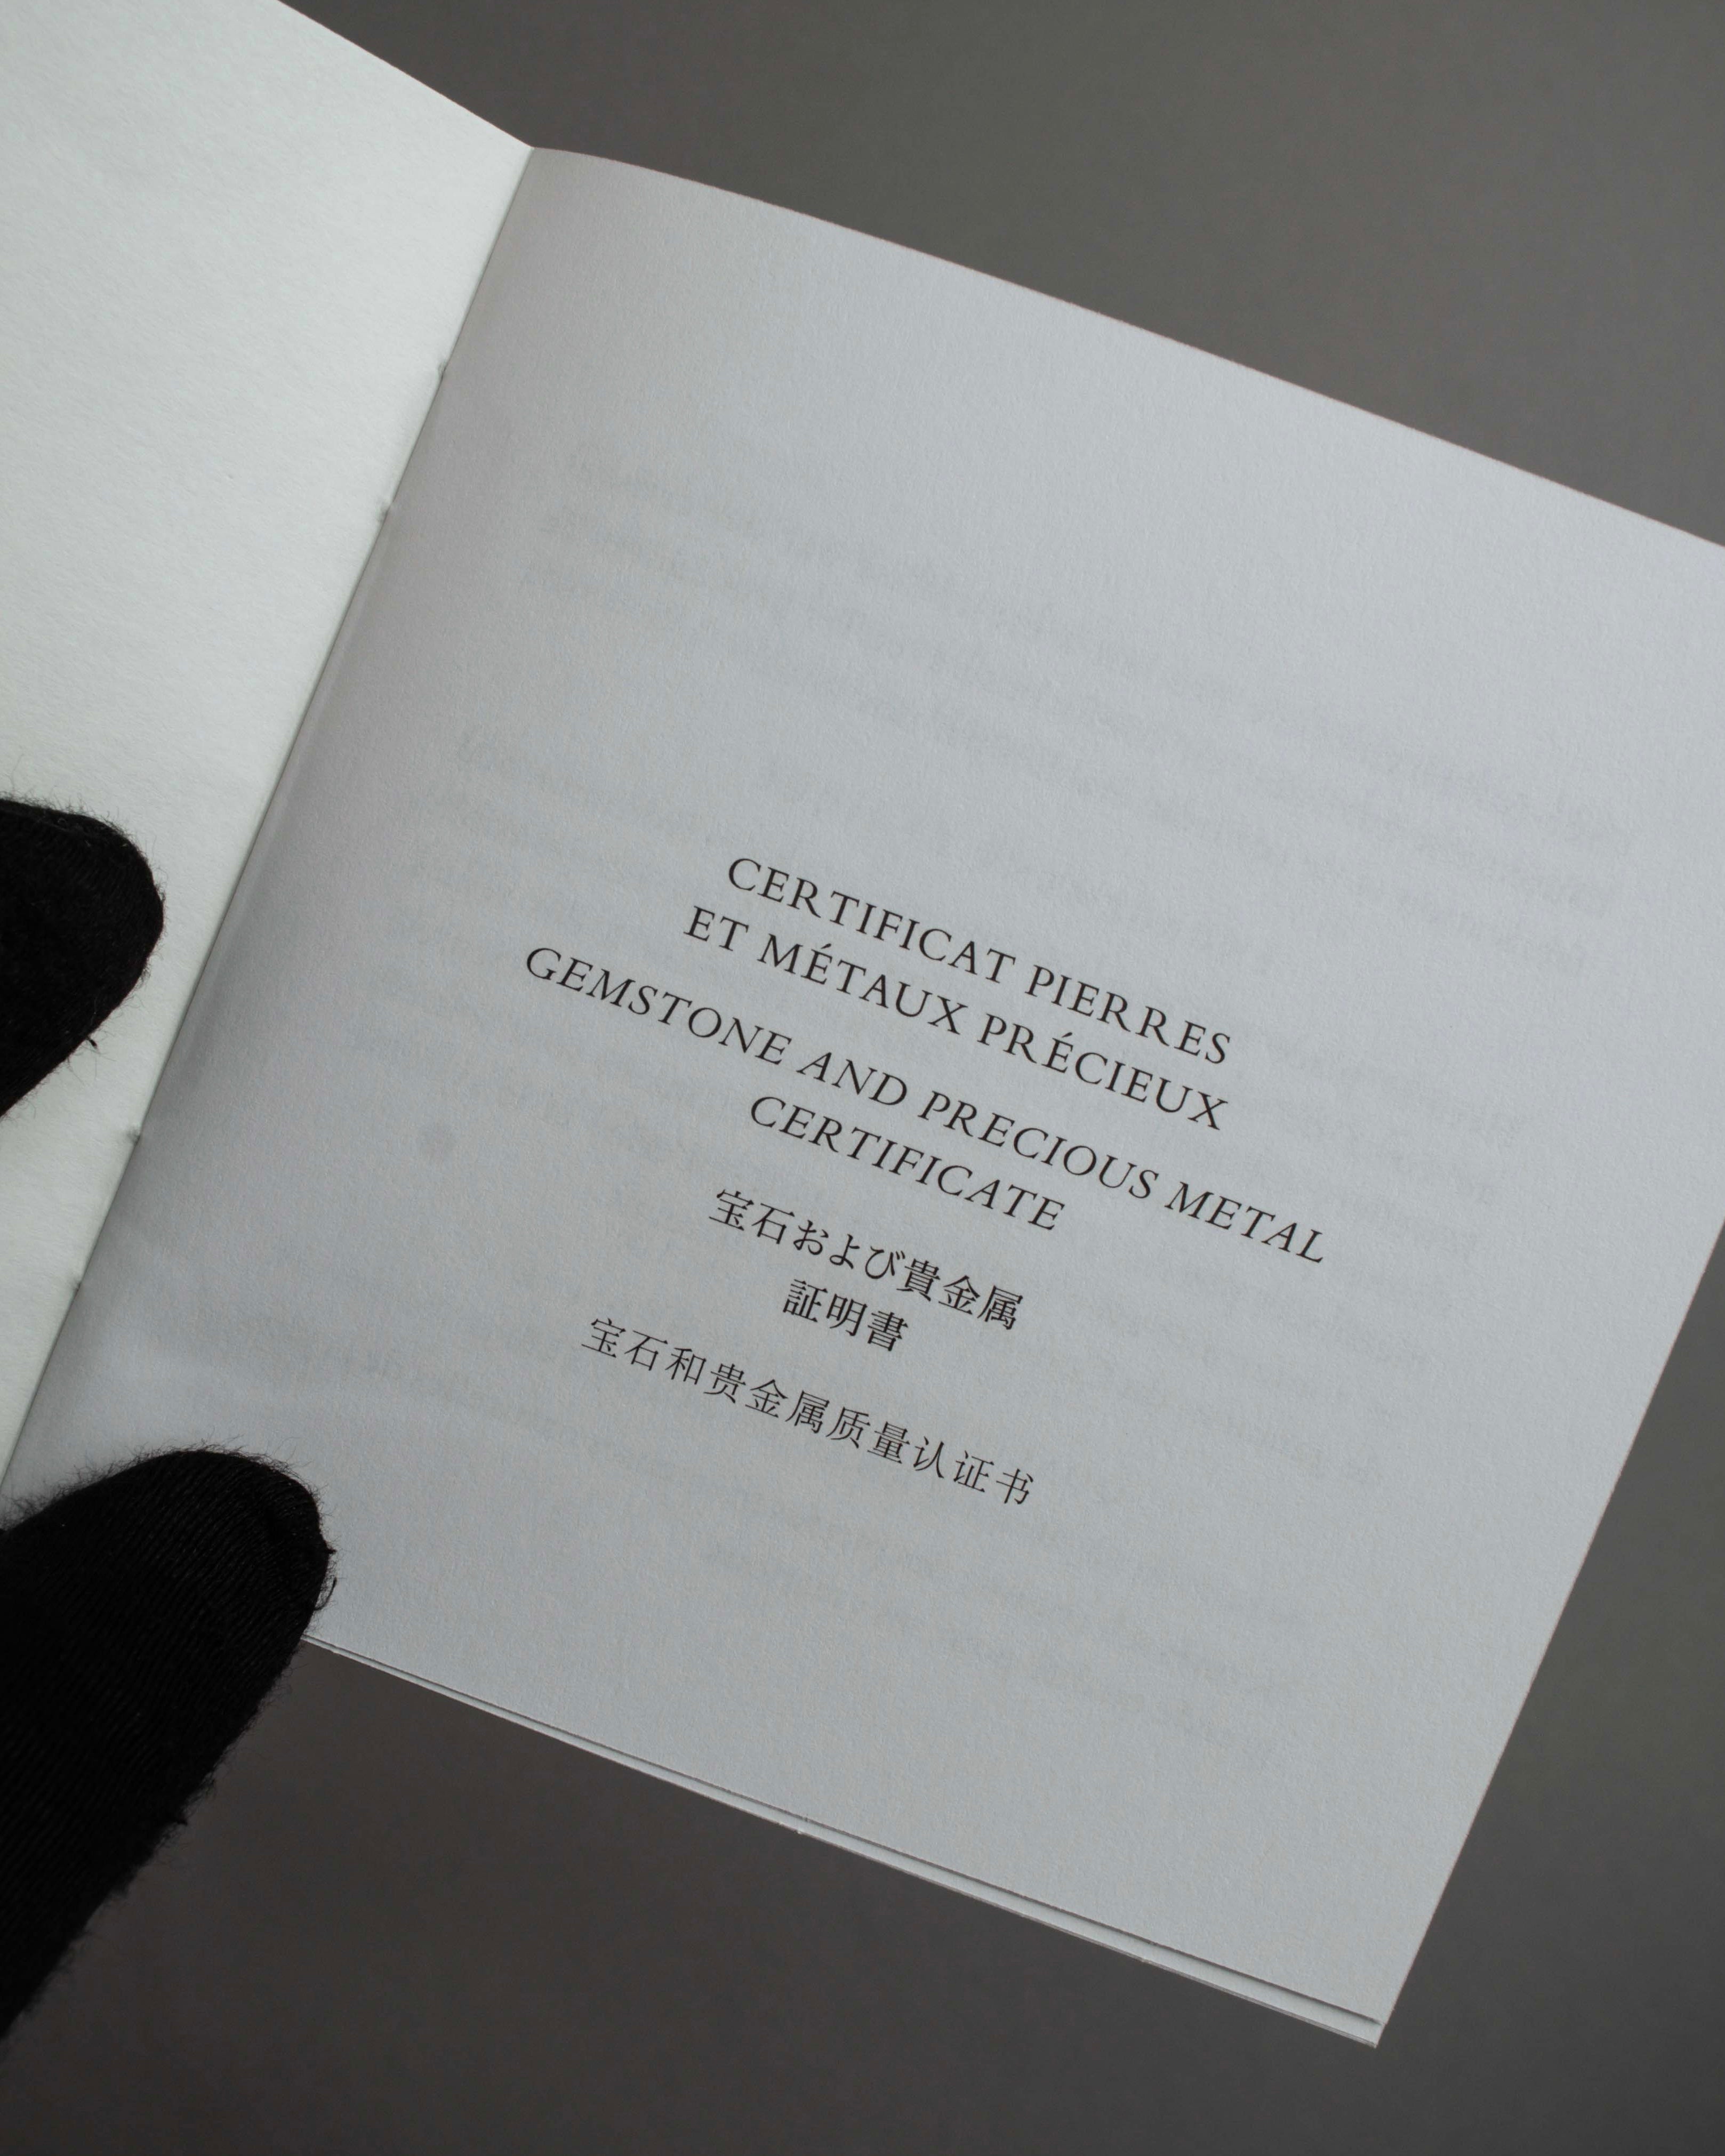 CERTIFICAT PIERRES
ET MÉTAUX PRÉCIEUX
GEMSTONE AND PRECIOUS METAL
CERTIFICATE
宝石および貴金属
証明書
宝石和贵金属质量认证书